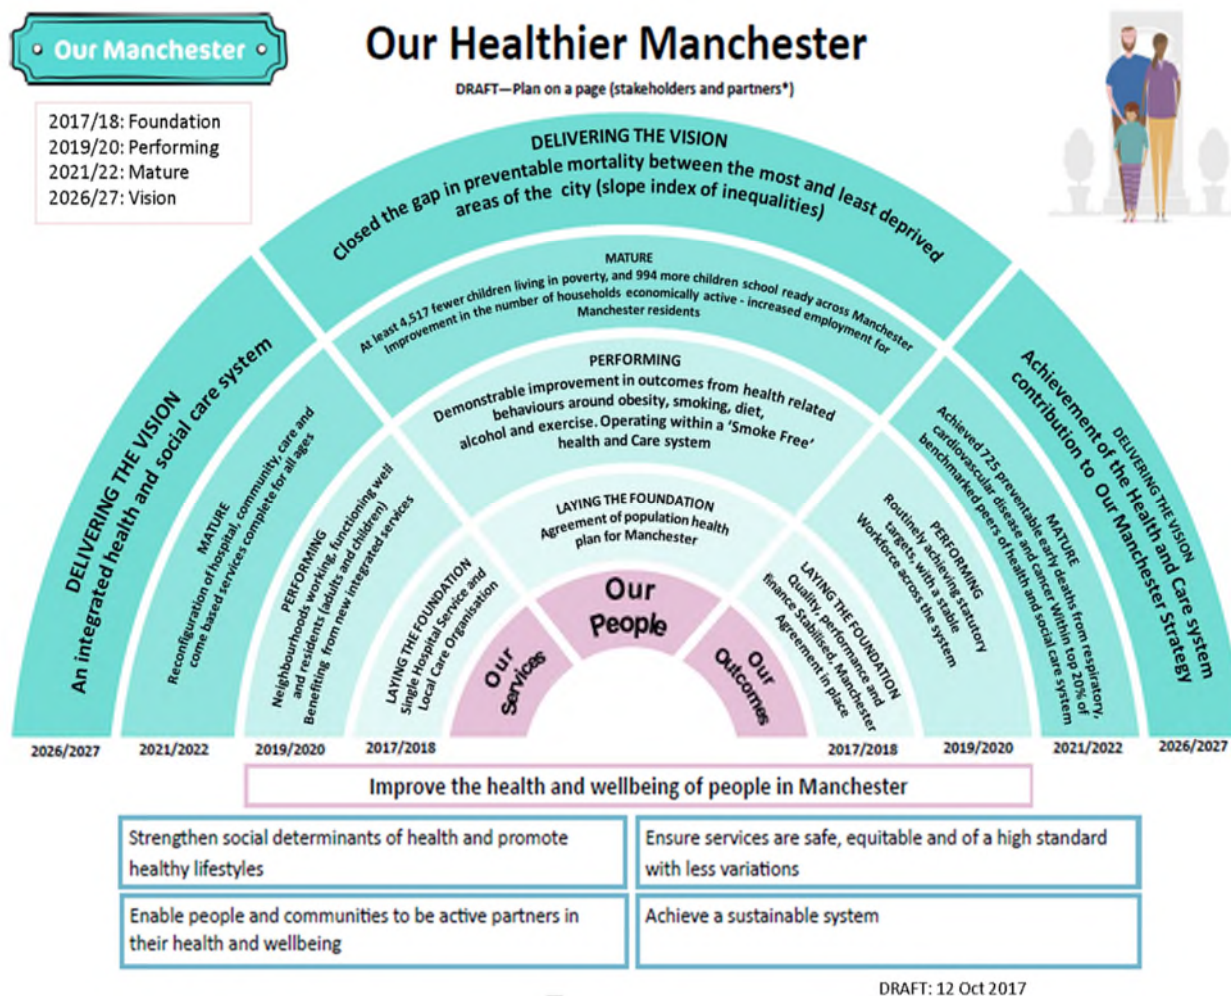 Our Manchester
Our Healthier Manchester
DRAFT—Plan on a page (stakeholders and partners*)
2017/18: Foundation
2019/20: Performing
2021/22: Mature
2026/27: Vision
DELIVERING THE VISION
An integrated health and social care system
MATURE
Reconfiguration of hospital, community, care and
come based services complete for all ages
PERFORMING
Neighbourhoods working, functioning well
and residents (adults and children)
Benefiting from new integrated services
LAYING THE FOUNDATION
Single Hospital Service and
Local Care Organisation
Our
Services
DELIVERING THE VISION
Closed the gap in preventable mortality between the most and least deprived
areas of the city (slope index of inequalities)
MATURE
At least 4,517 fewer children living in poverty, and 994 more children school ready across Manchester
Improvement in the number of households economically active - increased employment for
Manchester residents
PERFORMING
Demonstrable improvement in outcomes from health related
behaviours around obesity, smoking, diet,
alcohol and exercise. Operating within a 'Smoke Free'
health and Care system
LAYING THE FOUNDATION
Agreement of population health
plan for Manchester
Our
People
DELIVERING THE VISION
Achievement of the Health and Care system
contribution to Our Manchester Strategy
MATURE
Achieved 725 preventable early deaths from respiratory,
cardiovascular disease and cancer Within top 20% of
benchmarked peers of health and social care system
PERFORMING
Routinely achieving statutory
targets, with a stable
Workforce across the system
LAYING THE FOUNDATION
Quality, performance and
finance Stabilised, Manchester
Agreement in place
Our
Outcomes
2026/2027
2021/2022
2019/2020
2017/2018
2017/2018
2019/2020
2021/2022
2026/2027
Improve the health and wellbeing of people in Manchester
Strengthen social determinants of health and promote
healthy lifestyles
Ensure services are safe, equitable and of a high standard
with less variations
Enable people and communities to be active partners in
their health and wellbeing
Achieve a sustainable system
DRAFT: 12 Oct 2017